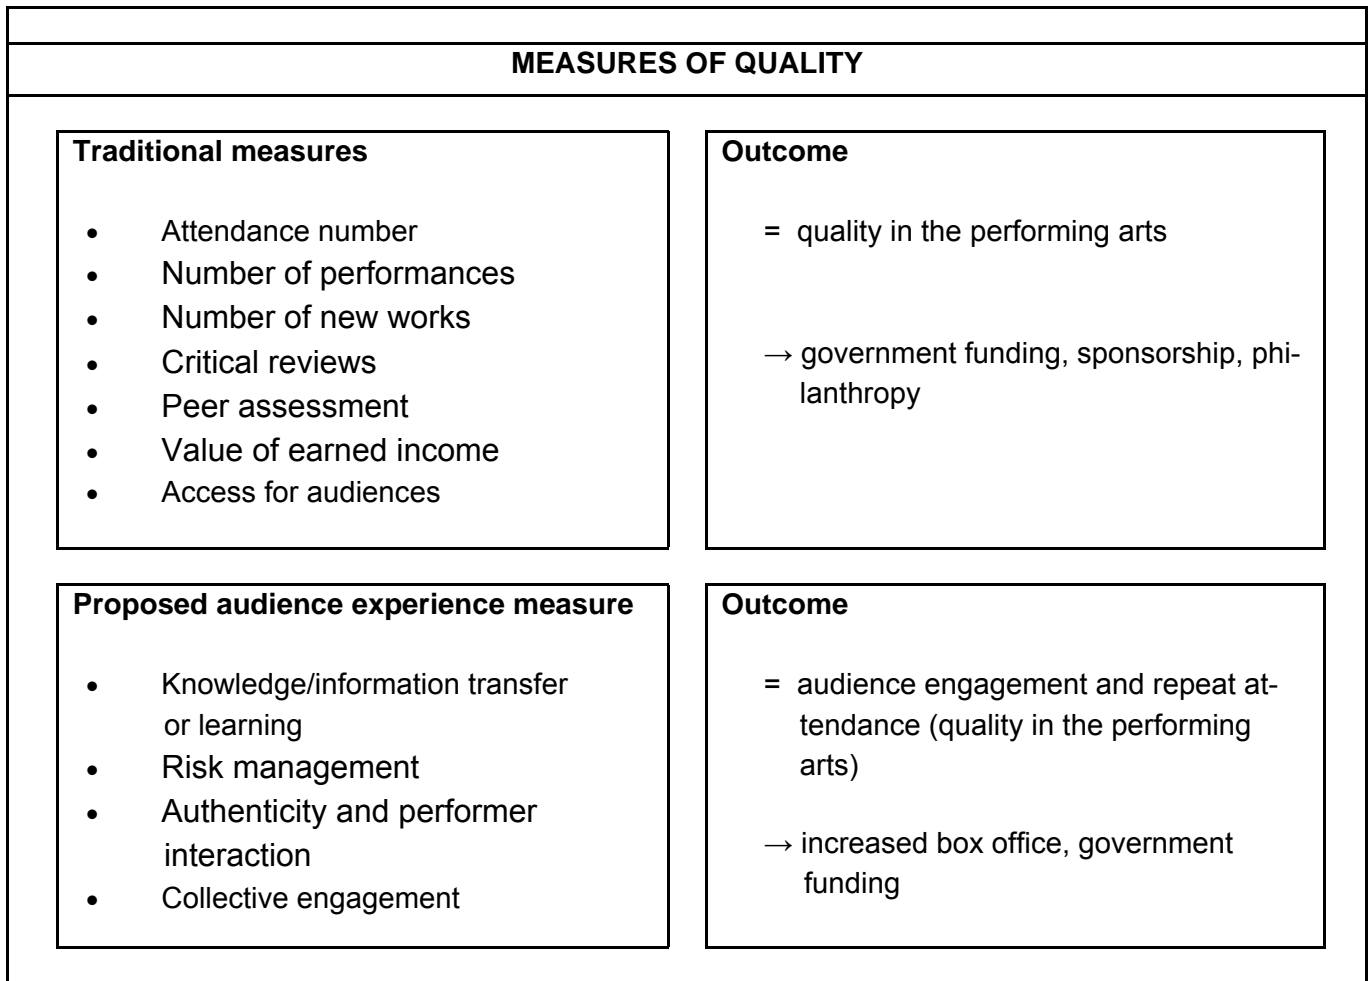 MEASURES OF QUALITY
Traditional measures
• Attendance number
• Number of performances
• Number of new works
• Critical reviews
• Peer assessment
• Value of earned income
• Access for audiences
Outcome
= quality in the performing arts
→ government funding, sponsorship, phi-
lanthropy
Proposed audience experience measure
• Knowledge/information transfer
or learning
• Risk management
• Authenticity and performer
interaction
• Collective engagement
Outcome
= audience engagement and repeat at-
tendance (quality in the performing
arts)
→ increased box office, government
funding